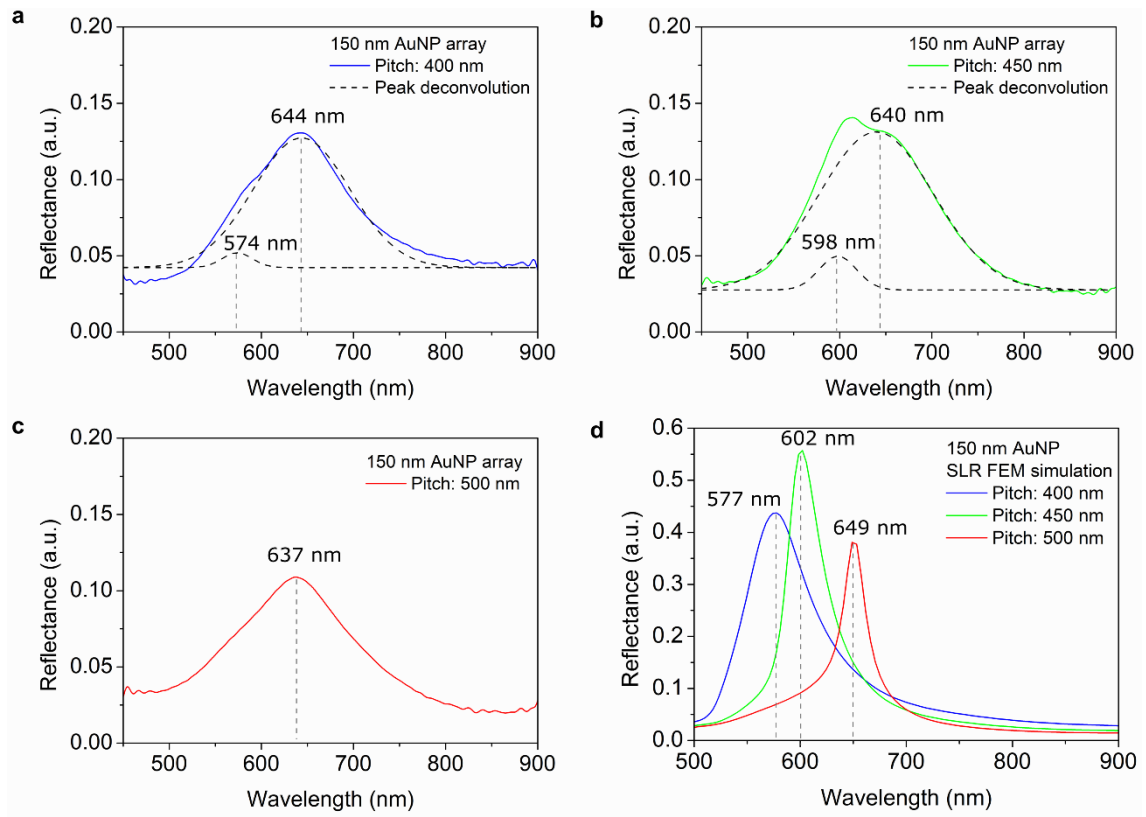 a
0.20
0.15
0.10
0.05
0.00
Reflectance (a.u.)
150 nm AuNP array
Pitch: 400 nm
Peak deconvolution
644 nm
574 nm
500 600 700 800 900
Wavelength (nm)
b
0.20
0.15
0.10
0.05
0.00
Reflectance (a.u.)
150 nm AuNP array
Pitch: 450 nm
Peak deconvolution
640 nm
598 nm
500 600 700 800 900
Wavelength (nm)
c
0.20
0.15
0.10
0.05
0.00
Reflectance (a.u.)
150 nm AuNP array
Pitch: 500 nm
637 nm
500 600 700 800 900
Wavelength (nm)
d
0.6
0.5
0.4
0.3
0.2
0.1
0.0
Reflectance (a.u.)
602 nm
577 nm
649 nm
150 nm AuNP
SLR FEM simulation
Pitch: 400 nm
Pitch: 450 nm
Pitch: 500 nm
500 600 700 800 900
Wavelength (nm)